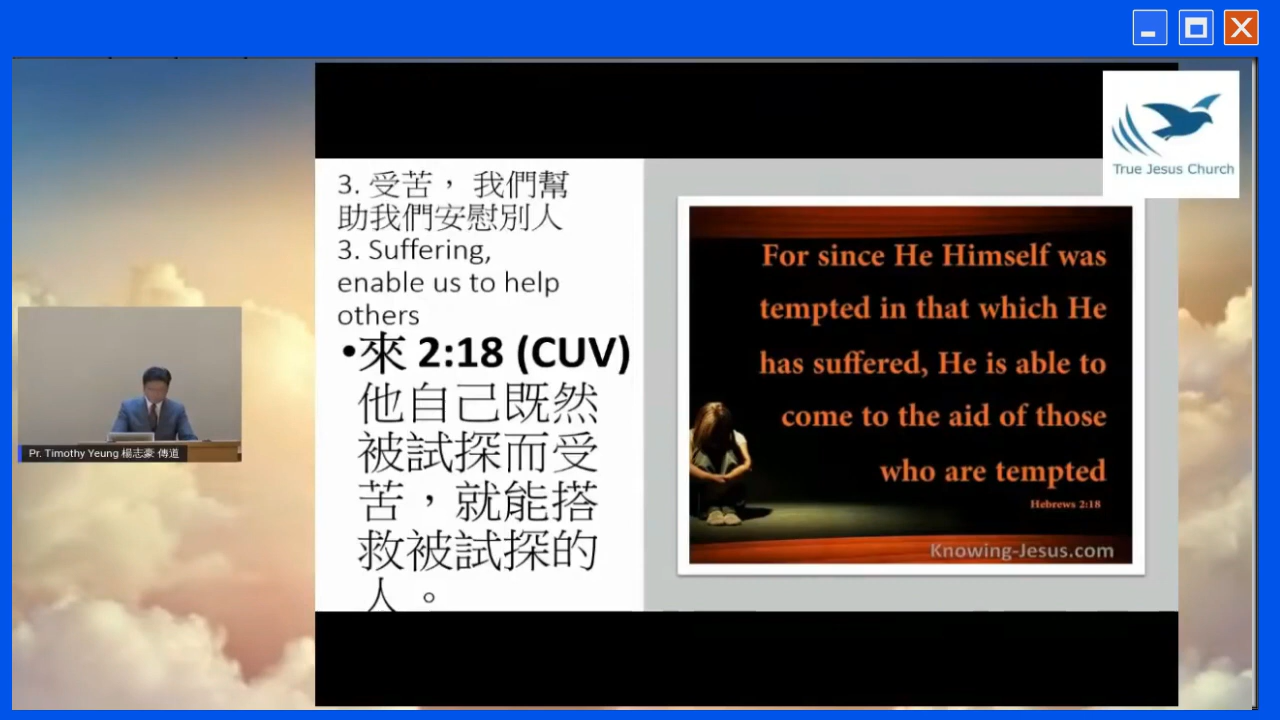 True Jesus Church
3. 受苦， 我們幫
助我們安慰別人
3. Suffering,
enable us to help
others
•來 2:18 (CUV)
他自己既然
被試探而受
苦，就能搭
救被試探的
人。
For since He Himself was
tempted in that which He
has suffered, He is able to
come to the aid of those
who are tempted
Hebrews 2:18
Knowing-Jesus.com
Pr. Timothy Yeung 楊志豪 傳道